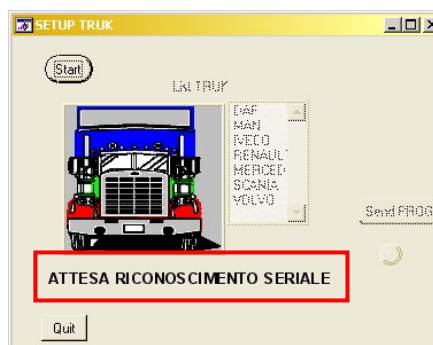 SETUP TRUK
Start
List TRUK
DAF
MAN
IVECO
RENAULT
MERCED
SCANIA
VOLVO
Send PROG
ATTESA RICONOSCIMENTO SERIALE
Quit